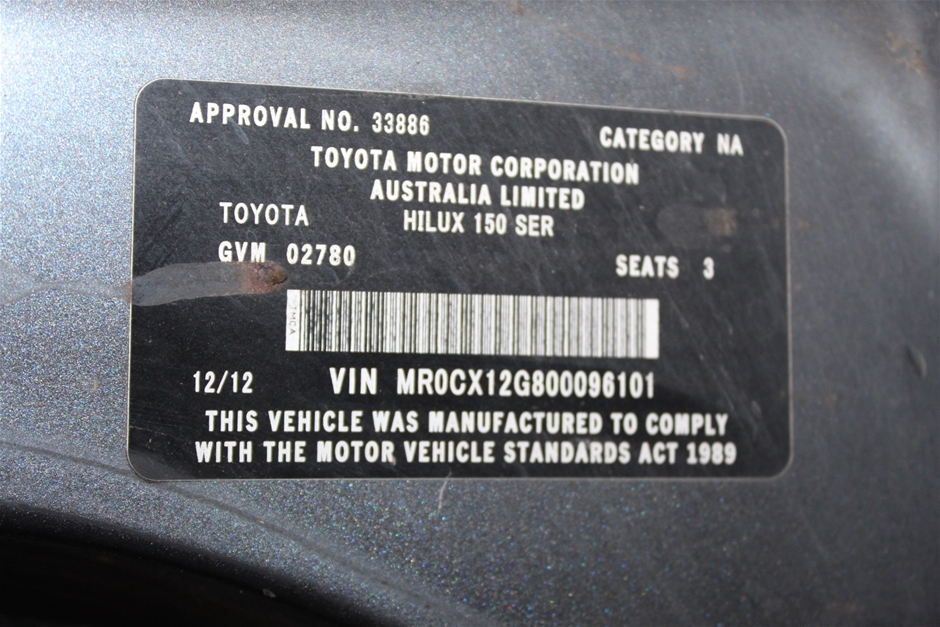 APPROVAL NO. 33886
CATEGORY NA
TOYOTA MOTOR CORPORATION
AUSTRALIA LIMITED
TOYOTA HILUX 150 SER
GVM 02780
SEATS 3
TMCA
12/12 VIN MR0CX12G800096101
THIS VEHICLE WAS MANUFACTURED TO COMPLY
WITH THE MOTOR VEHICLE STANDARDS ACT 1989